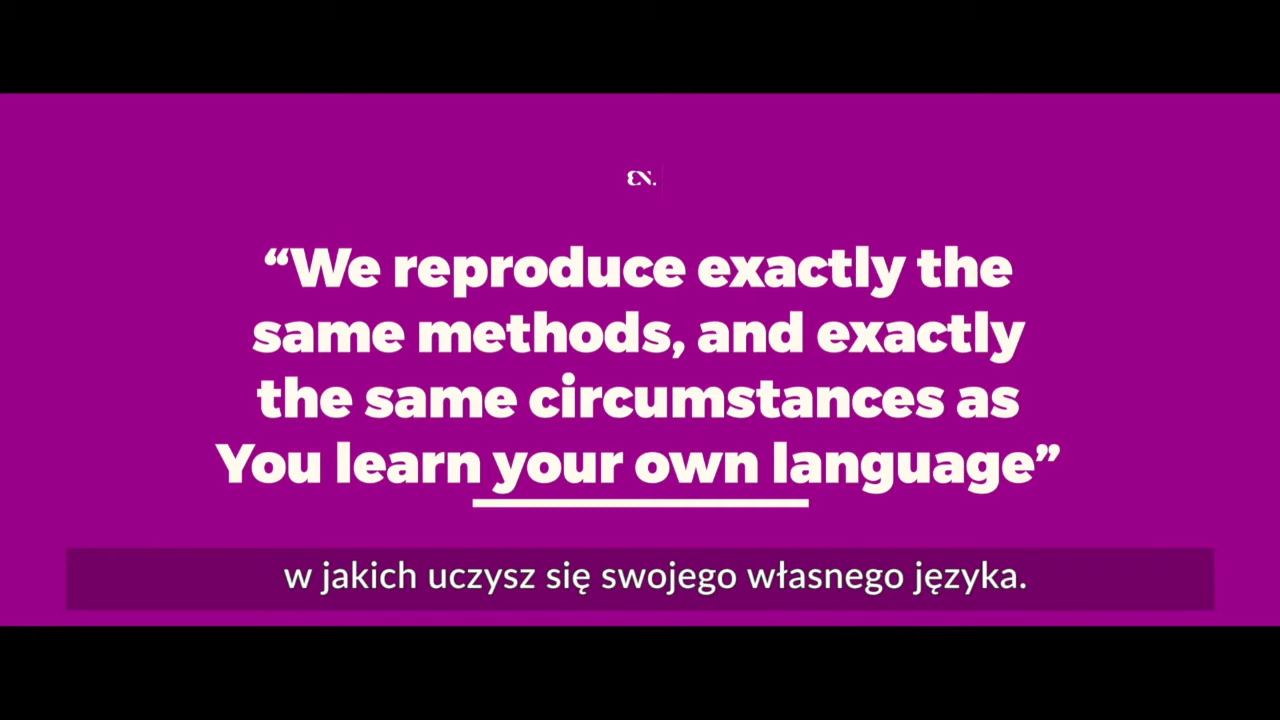 εN.
“We reproduce exactly the
same methods, and exactly
the same circumstances as
You learn your own language”
w jakich uczysz się swojego własnego języka.